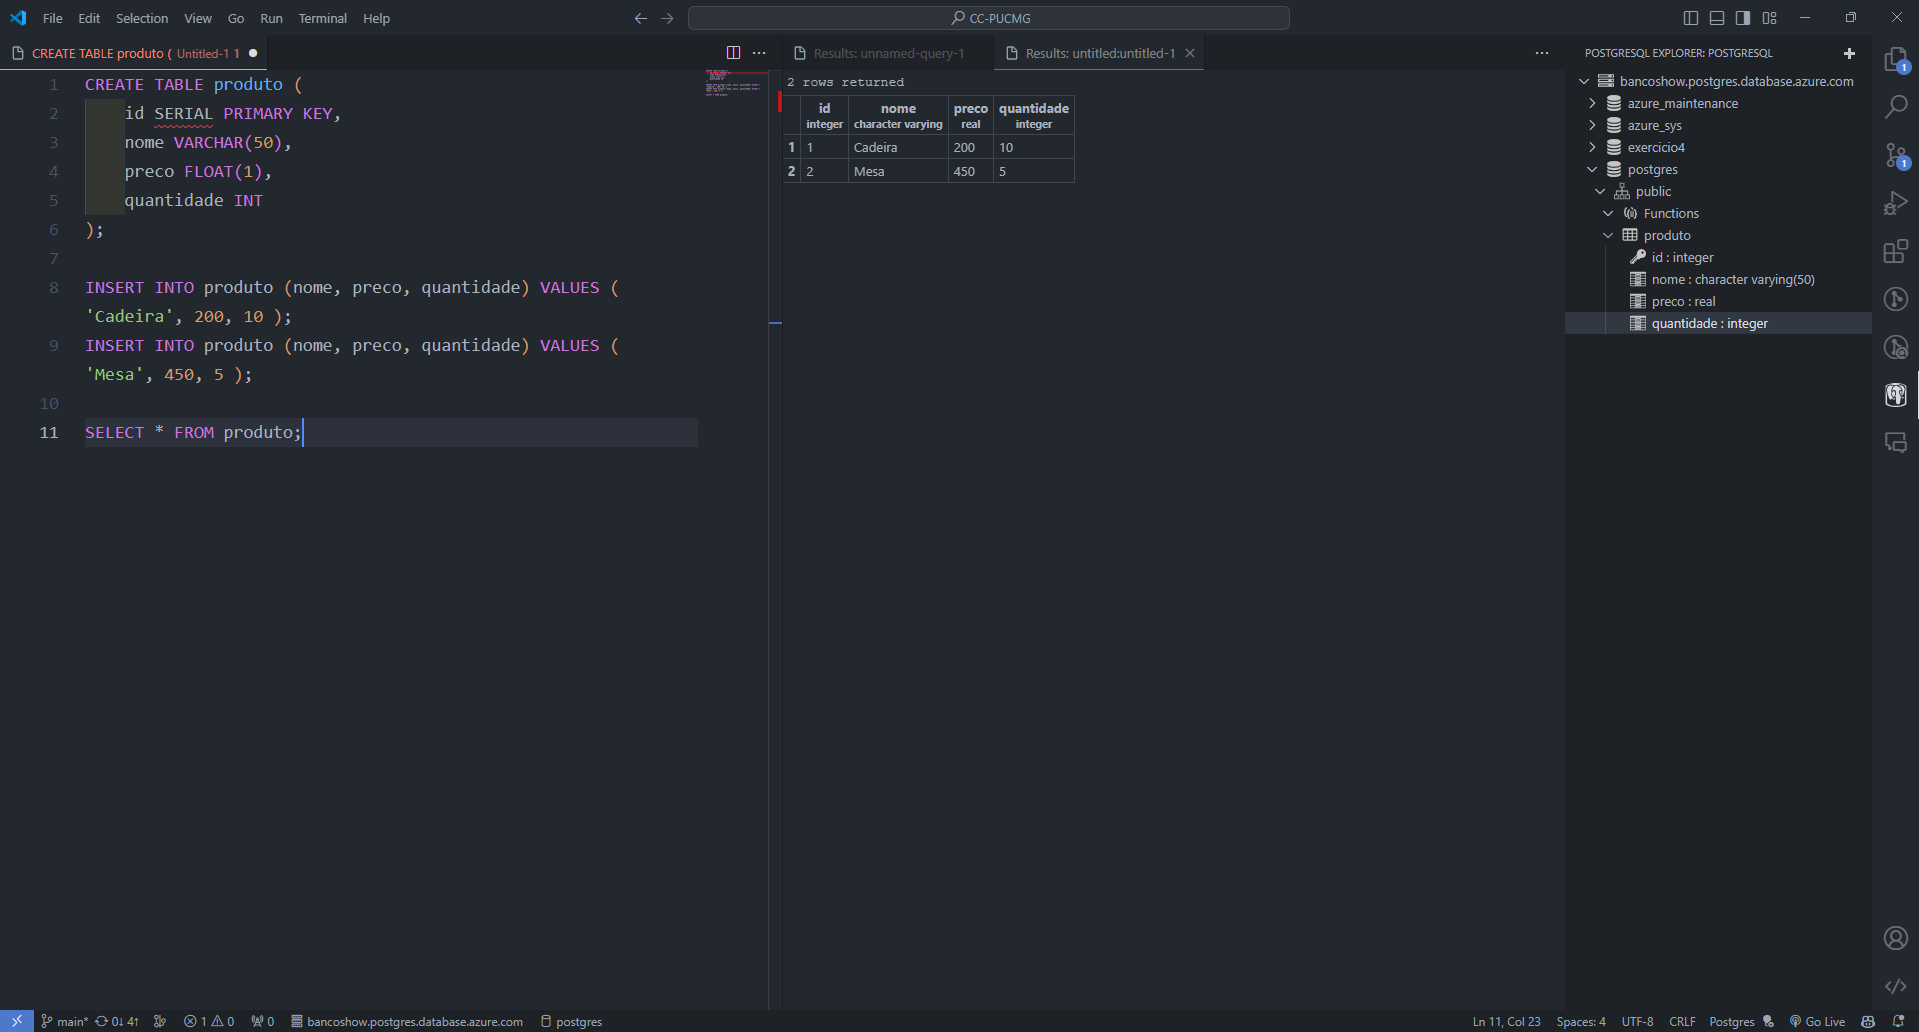 File Edit Selection View Go Run Terminal Help
CC-PUCMG
CREATE TABLE produto ( Untitled-1 1
Results: unnamed-query-1
Results: untitled:untitled-1
POSTGRESQL EXPLORER: POSTGRESQL
1 CREATE TABLE produto (
2 id SERIAL PRIMARY KEY,
3 nome VARCHAR(50),
4 preco FLOAT(1),
5 quantidade INT
6 );
7
8 INSERT INTO produto (nome, preco, quantidade) VALUES (
'Cadeira', 200, 10 );
9 INSERT INTO produto (nome, preco, quantidade) VALUES (
'Mesa', 450, 5 );
10
11 SELECT * FROM produto;
2 rows returned
id nome preco quantidade
integer character varying real integer
1 1 Cadeira 200 10
2 2 Mesa 450 5
bancoshow.postgres.database.azure.com
azure_maintenance
azure_sys
exercicio4
postgres
public
Functions
produto
id : integer
nome : character varying(50)
preco : real
quantidade : integer
1
1
main* 0↓ 4↑ 1 0 0 bancoshow.postgres.database.azure.com postgres
Ln 11, Col 23 Spaces: 4 UTF-8 CRLF Postgres Go Live